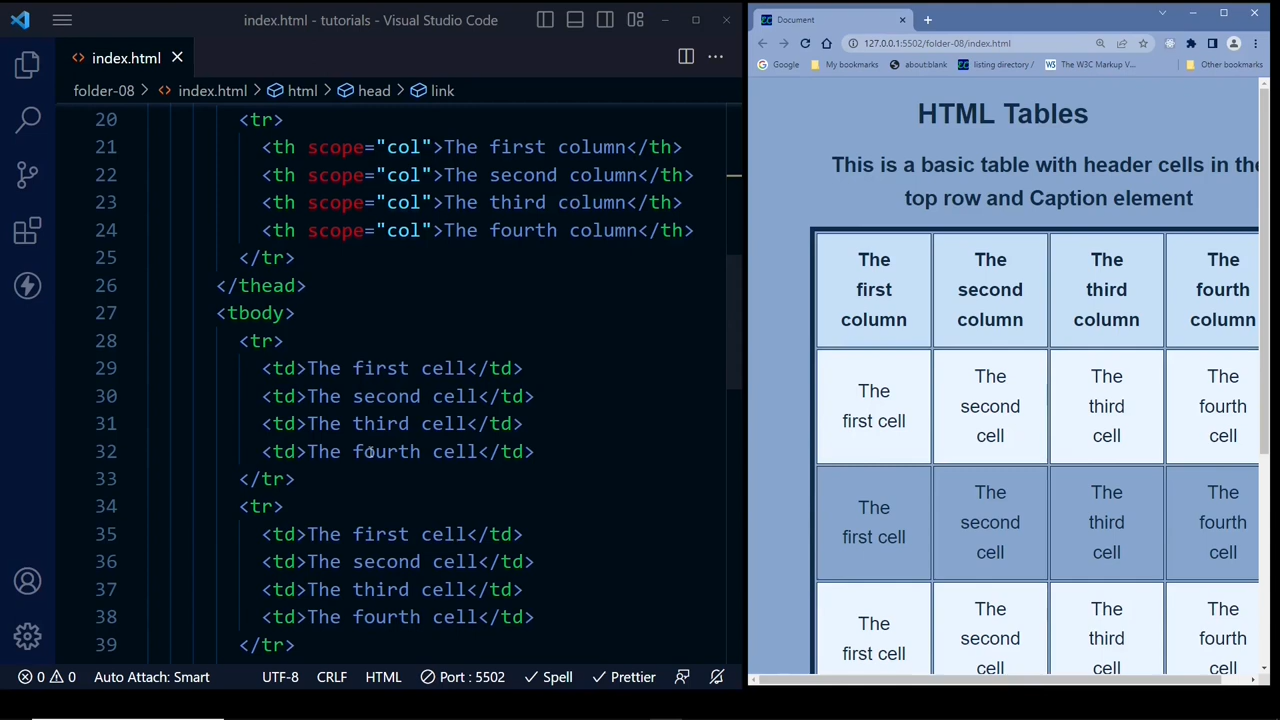 index.html - tutorials - Visual Studio Code
index.html
folder-08 > index.html > html > head > link
20 <tr>
21 <th scope="col">The first column</th>
22 <th scope="col">The second column</th>
23 <th scope="col">The third column</th>
24 <th scope="col">The fourth column</th>
25 </tr>
26 </thead>
27 <tbody>
28 <tr>
29 <td>The first cell</td>
30 <td>The second cell</td>
31 <td>The third cell</td>
32 <td>The fourth cell</td>
33 </tr>
34 <tr>
35 <td>The first cell</td>
36 <td>The second cell</td>
37 <td>The third cell</td>
38 <td>The fourth cell</td>
39 </tr>
0 0 Auto Attach: Smart UTF-8 CRLF HTML Port : 5502 Spell Prettier
Document
127.0.0.1:5502/folder-08/index.html
Google My bookmarks about:blank listing directory / The W3C Markup V... Other bookmarks
HTML Tables
This is a basic table with header cells in the
top row and Caption element
The first column
The second column
The third column
The fourth column
The first cell
The second cell
The third cell
The fourth cell
The first cell
The second cell
The third cell
The fourth cell
The first cell
The second cell
The third cell
The fourth cell